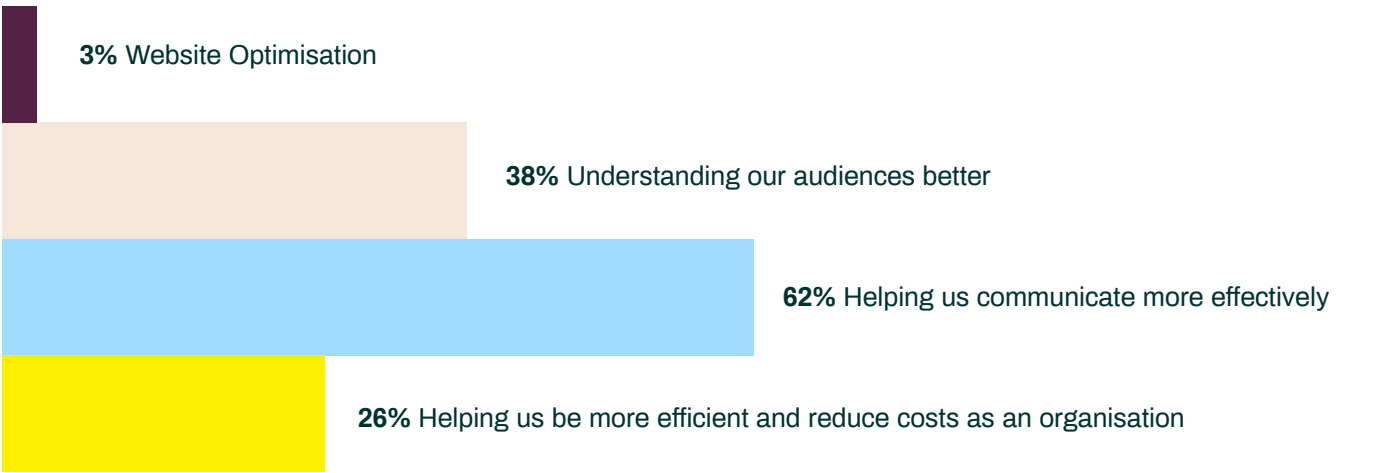 3% Website Optimisation
38% Understanding our audiences better
62% Helping us communicate more effectively
26% Helping us be more efficient and reduce costs as an organisation